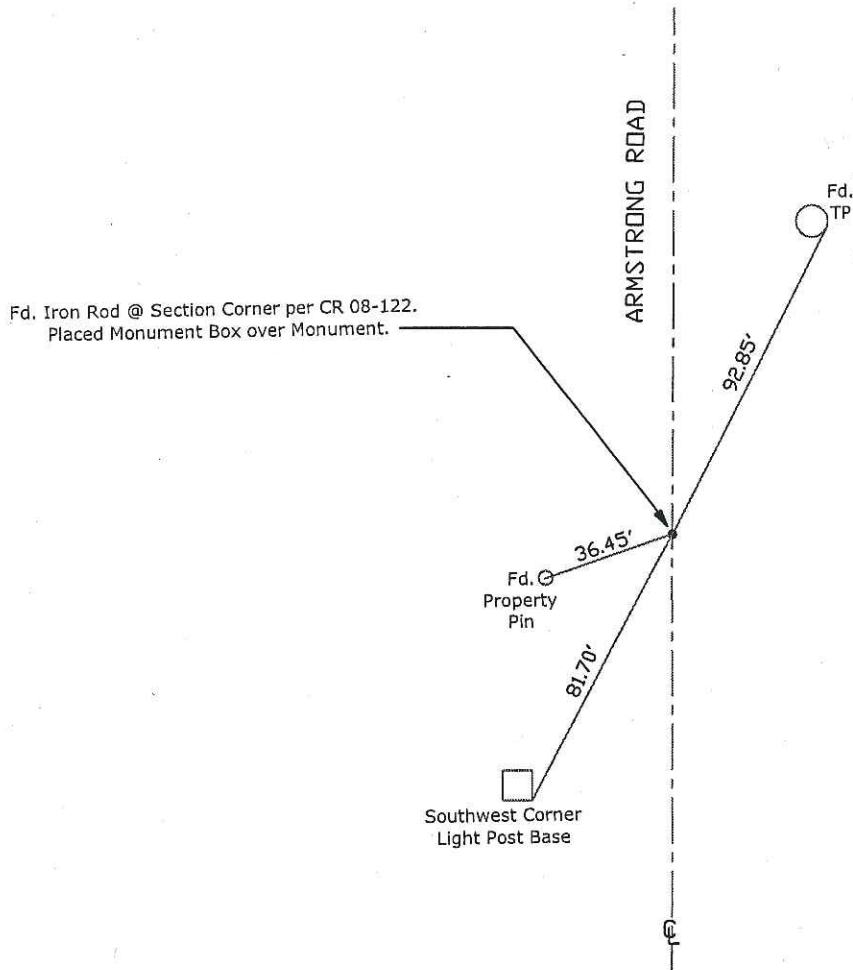 ARMSTRONG ROAD
Fd.
TP
Fd. Iron Rod @ Section Corner per CR 08-122.
Placed Monument Box over Monument.
92.85'
36.45'
Fd.
Property
Pin
81.70'
Southwest Corner
Light Post Base
℄